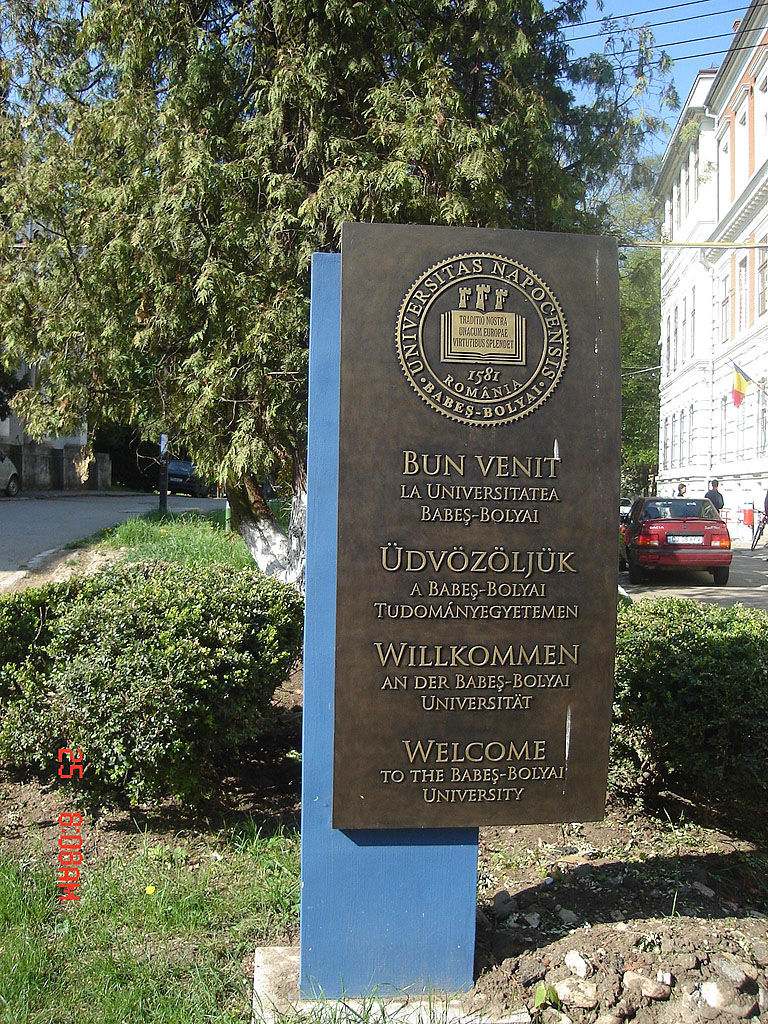 UNIVERSITAS NAPOCENSIS
TRADITIO NOSTRA
UNACUM EUROPAE
VIRTUTIBUS SPLENDET
1581
ROMÂNIA
• BABEŞ-BOLYAI •
BUN VENIT
LA UNIVERSITATEA
BABEŞ-BOLYAI
ÜDVÖZÖLJÜK
A BABEŞ-BOLYAI
TUDOMÁNYEGYETEMEN
WILLKOMMEN
AN DER BABEŞ-BOLYAI
UNIVERSITÄT
WELCOME
TO THE BABEŞ-BOLYAI
UNIVERSITY
25 8:08AM